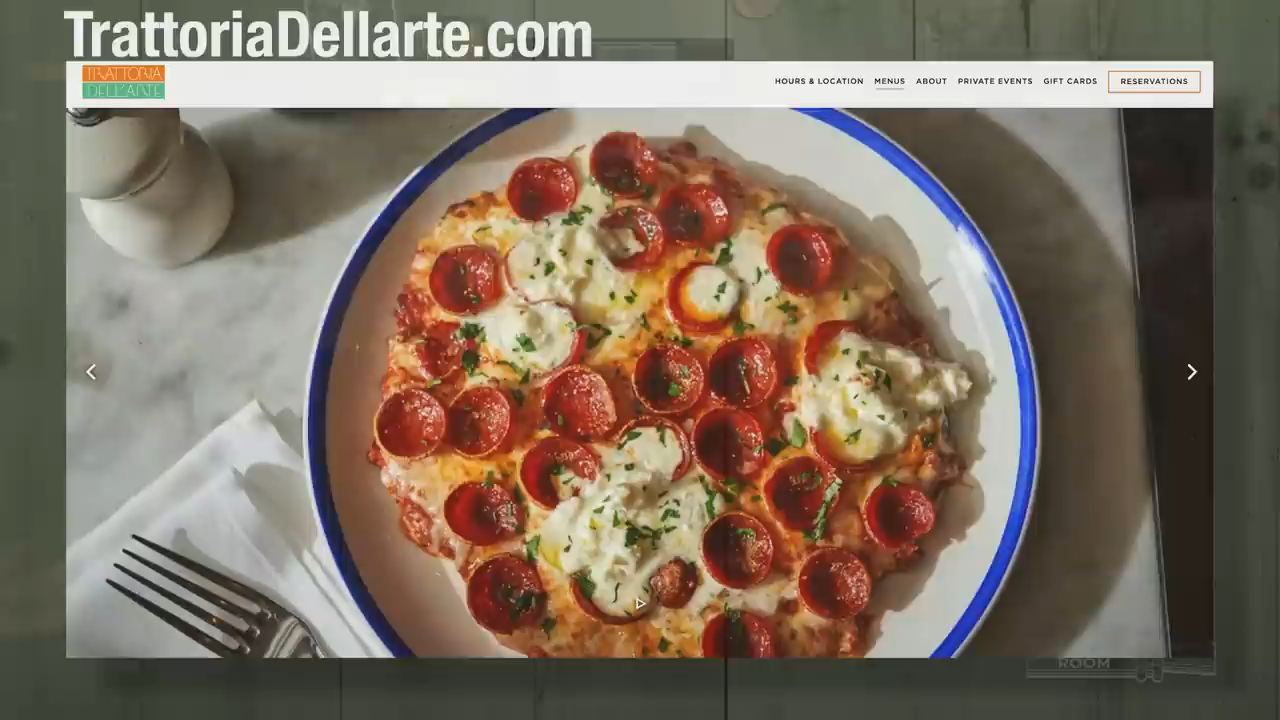 TrattoriaDellarte.com
TRATTORIA
DELL'ARTE
HOURS & LOCATION MENUS ABOUT PRIVATE EVENTS GIFT CARDS RESERVATIONS
ROOM